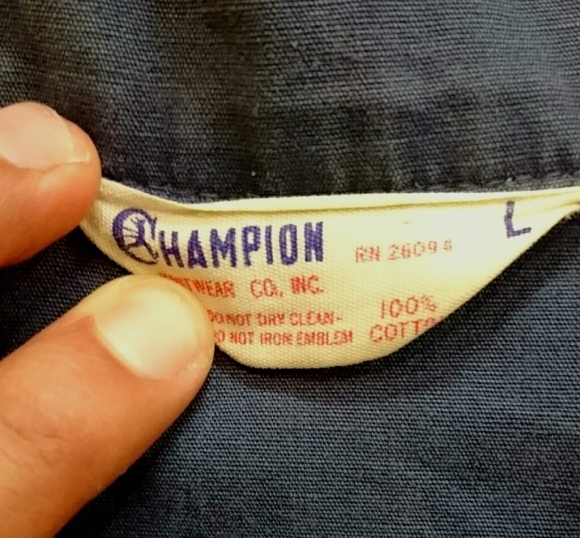 CHAMPION
RN 26094
L
CO., INC.
DO NOT DRY CLEAN-
NOT IRON EMBLEM
100%